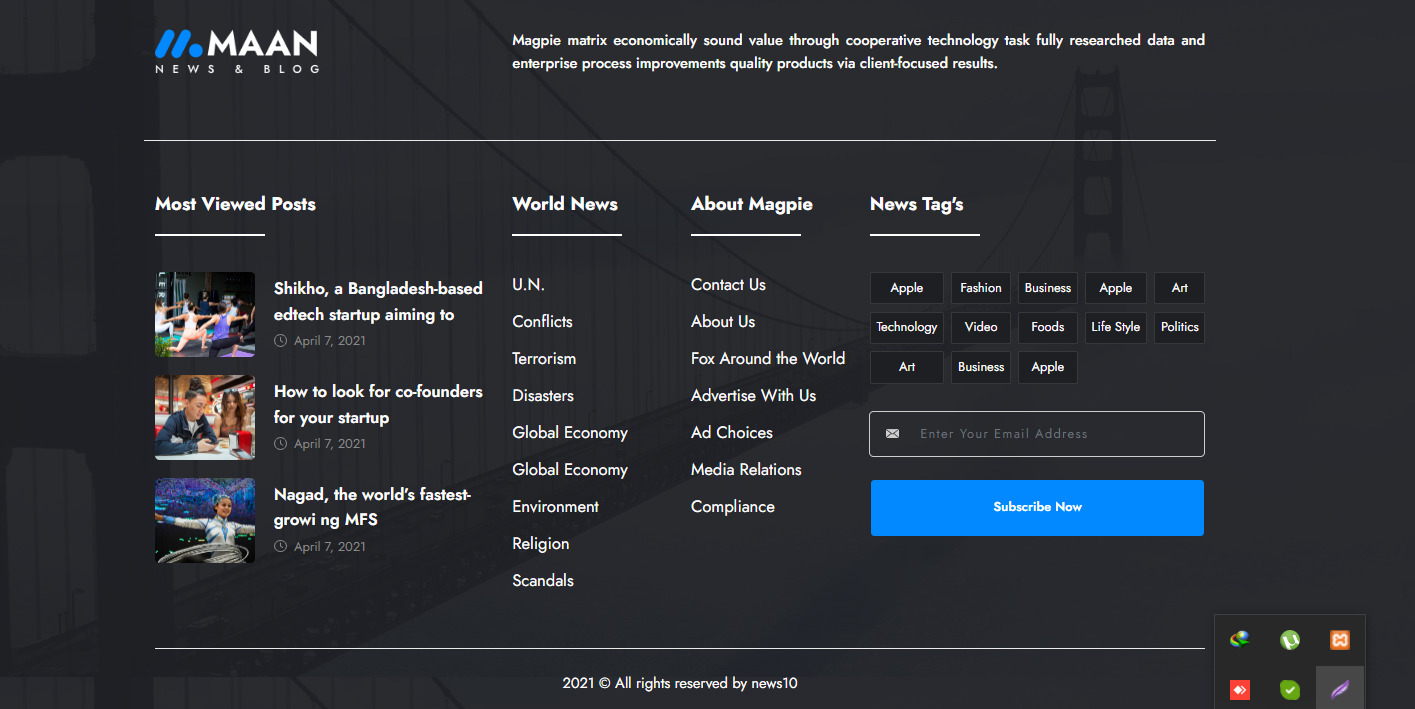 MAAN
NEWS & BLOG
Magpie matrix economically sound value through cooperative technology task fully researched data and
enterprise process improvements quality products via client-focused results.
Most Viewed Posts
Shikho, a Bangladesh-based
edtech startup aiming to
April 7, 2021
How to look for co-founders
for your startup
April 7, 2021
Nagad, the world's fastest-
growi ng MFS
April 7, 2021
World News
U.N.
Conflicts
Terrorism
Disasters
Global Economy
Global Economy
Environment
Religion
Scandals
About Magpie
Contact Us
About Us
Fox Around the World
Advertise With Us
Ad Choices
Media Relations
Compliance
News Tag's
Apple Fashion Business Apple Art
Technology Video Foods Life Style Politics
Art Business Apple
Enter Your Email Address
Subscribe Now
2021 © All rights reserved by news10